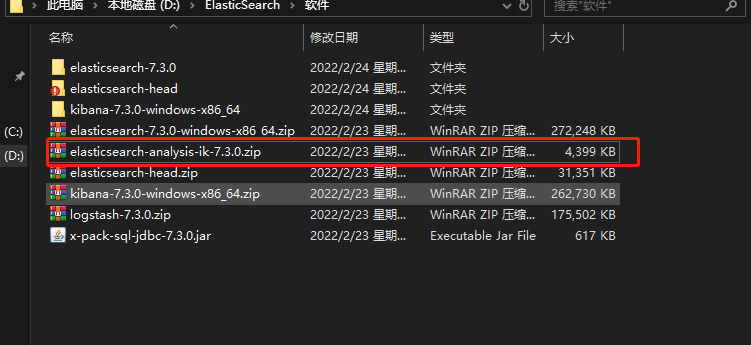 此电脑 > 本地磁盘 (D:) > ElasticSearch > 软件 搜索"软件"
名称 修改日期 类型 大小
elasticsearch-7.3.0 2022/2/24 星期... 文件夹
elasticsearch-head 2022/2/24 星期... 文件夹
kibana-7.3.0-windows-x86_64 2022/2/24 星期... 文件夹
(C:) elasticsearch-7.3.0-windows-x86_64.zip 2022/2/23 星期... WinRAR ZIP 压缩... 272,248 KB
(D:) elasticsearch-analysis-ik-7.3.0.zip 2022/2/23 星期... WinRAR ZIP 压缩... 4,399 KB
elasticsearch-head.zip 2022/2/23 星期... WinRAR ZIP 压缩... 31,351 KB
kibana-7.3.0-windows-x86_64.zip 2022/2/23 星期... WinRAR ZIP 压缩... 262,730 KB
logstash-7.3.0.zip 2022/2/23 星期... WinRAR ZIP 压缩... 175,502 KB
x-pack-sql-jdbc-7.3.0.jar 2022/2/23 星期... Executable Jar File 617 KB